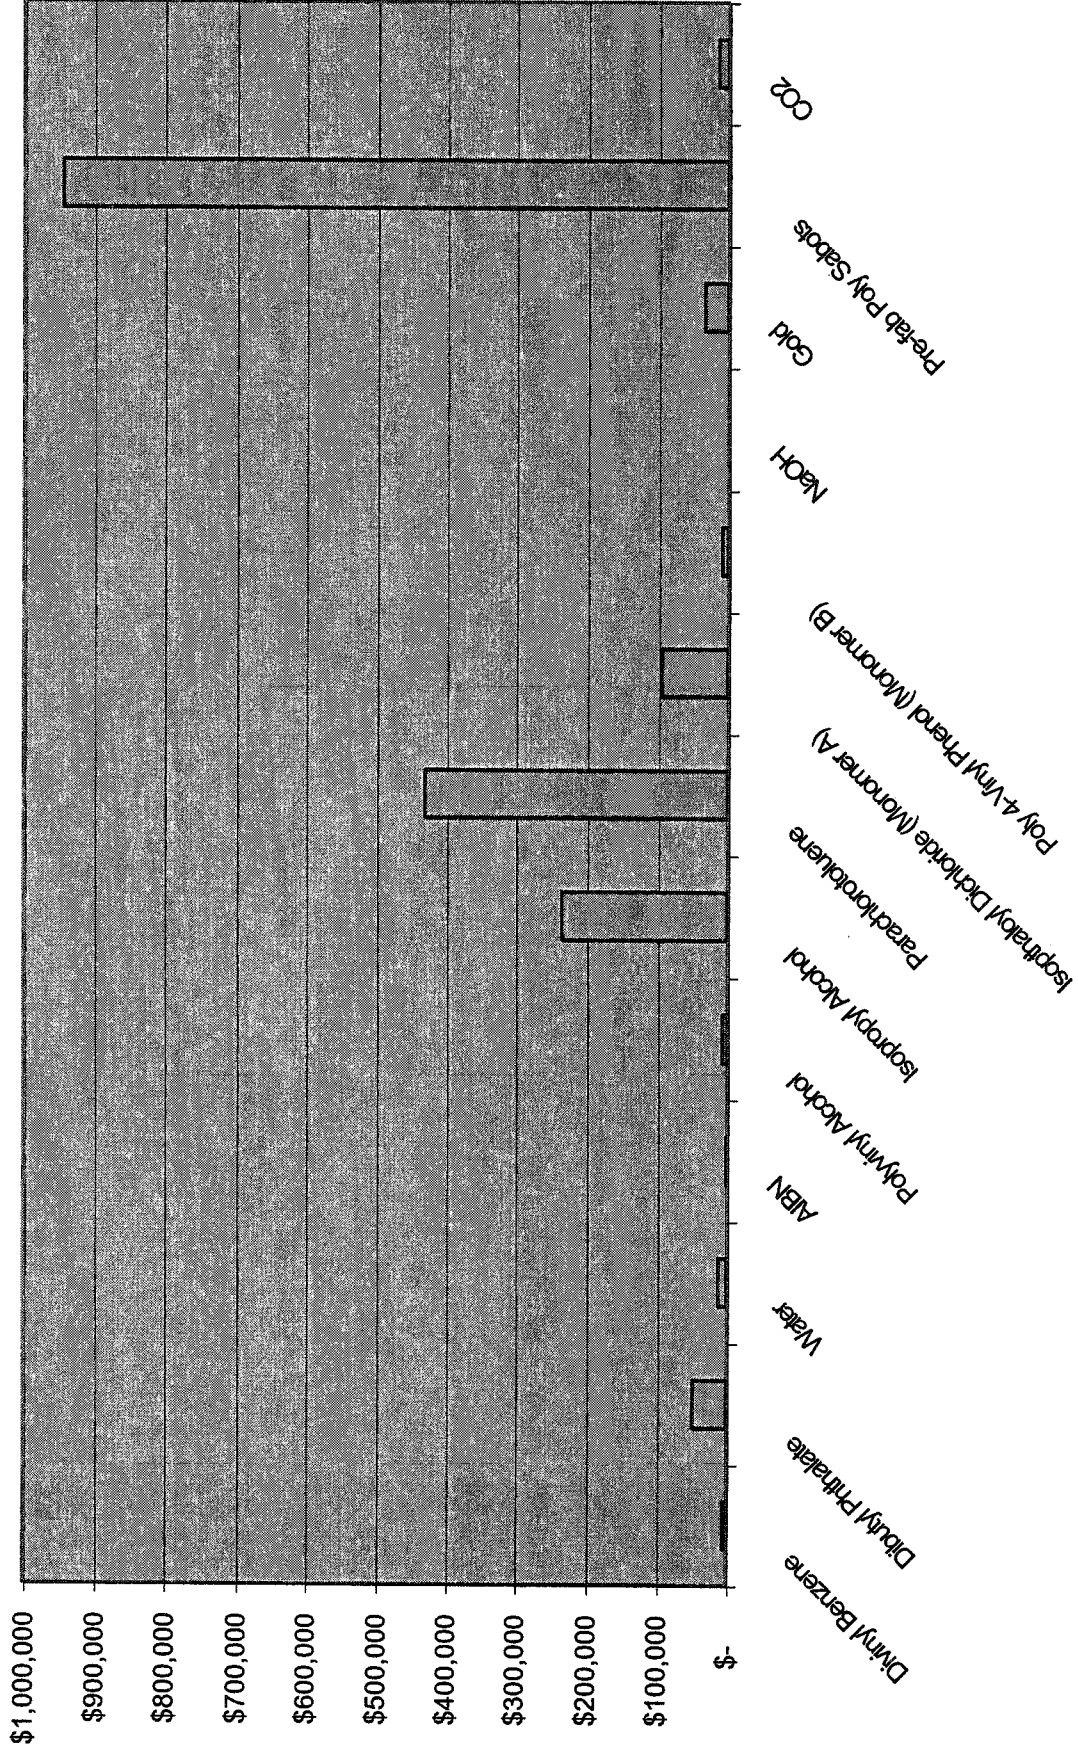 $1,000,000
$900,000
$800,000
$700,000
$600,000
$500,000
$400,000
$300,000
$200,000
$100,000
$-
Divinyl Benzene
Dibutyl Phthalate
Water
AIBN
Polyvinyl Alcohol
Isopropyl Alcohol
Parachlorotoluene
Isopthaloyl Dichloride (Monomer A)
Poly 4-Vinyl Phenol (Monomer B)
NaOH
Gold
Pre-fab Poly Sabots
CO2